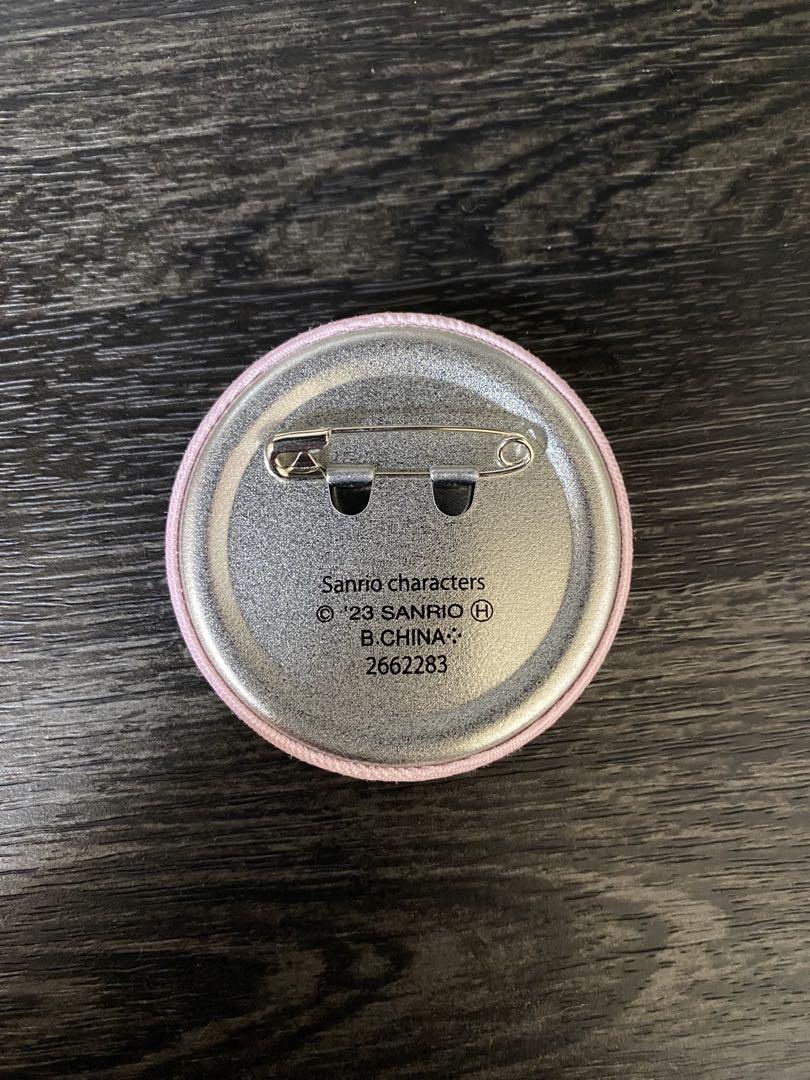 Sanrio characters
© '23 SANRIO Ⓗ
B.CHINA⁘
2662283